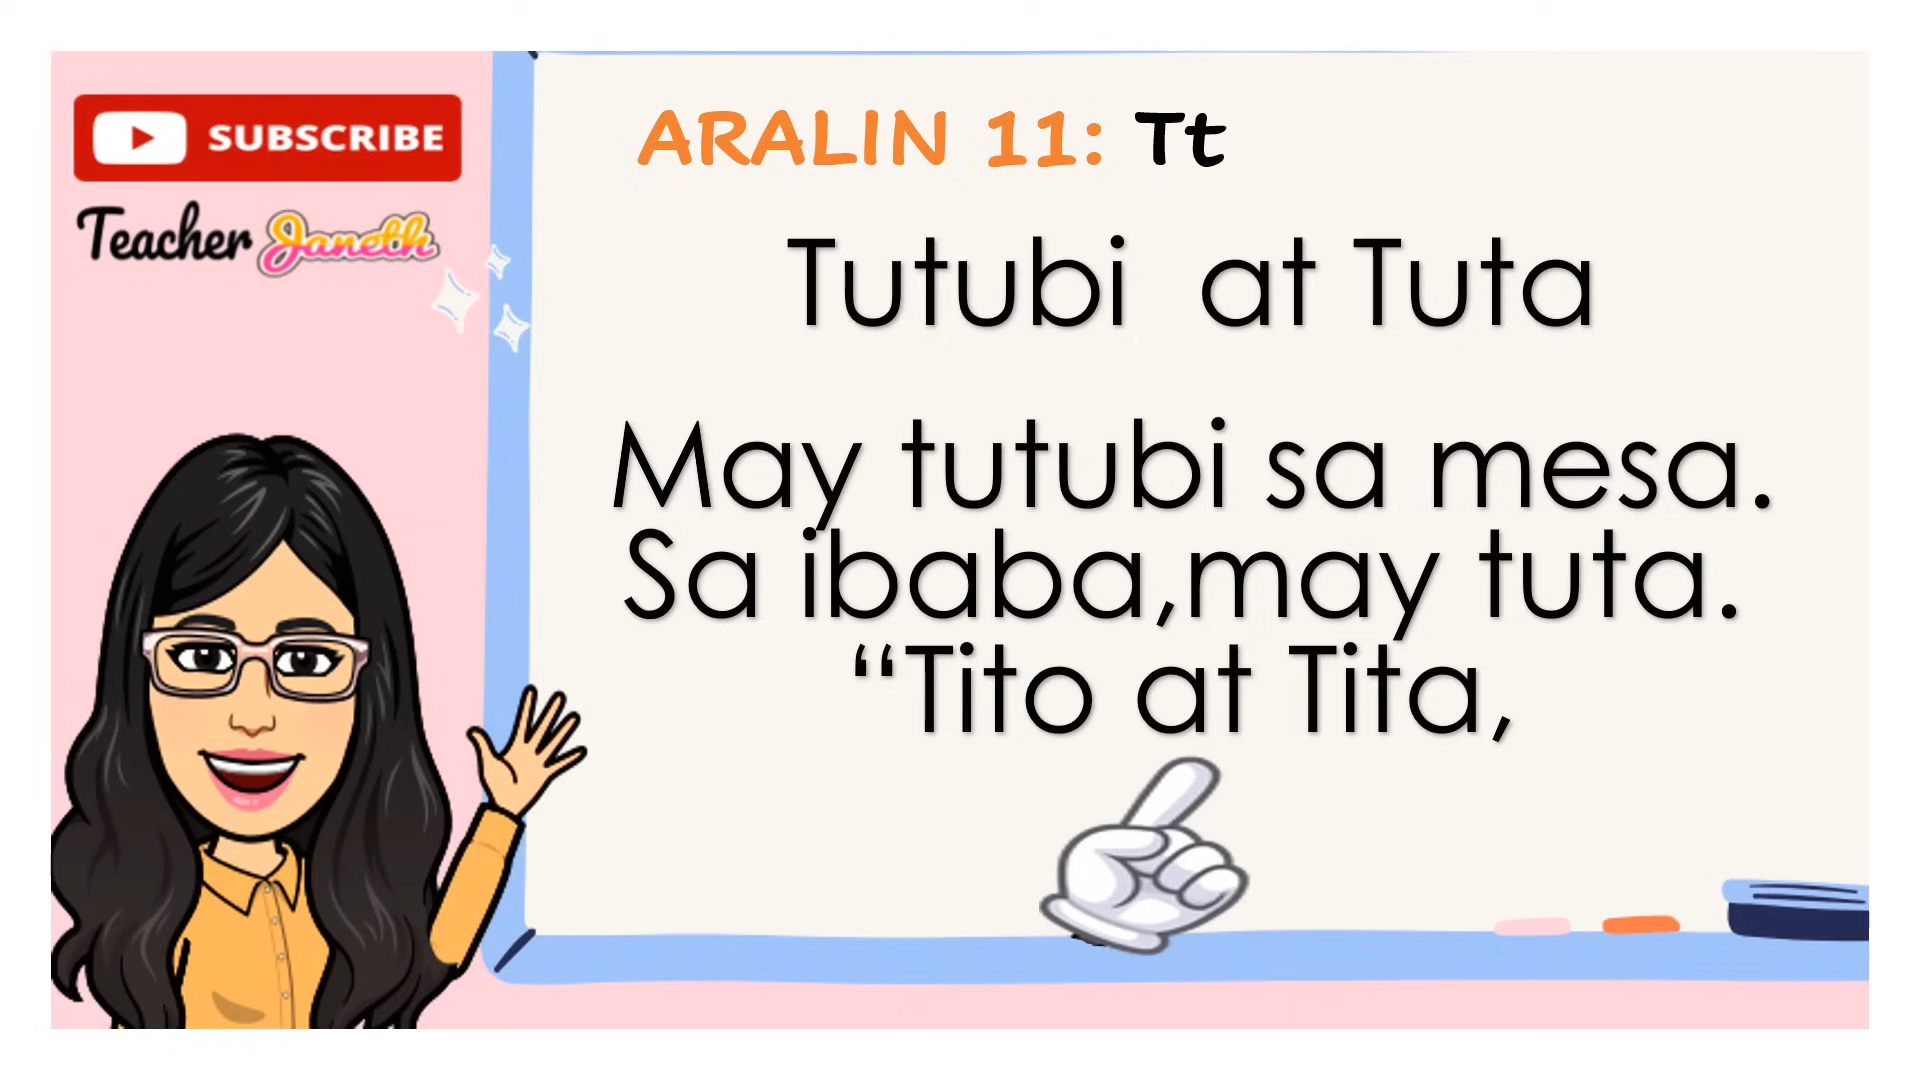 SUBSCRIBE
Teacher Janeth
ARALIN 11: Tt
Tutubi at Tuta
May tutubi sa mesa.
Sa ibaba,may tuta.
“Tito at Tita,